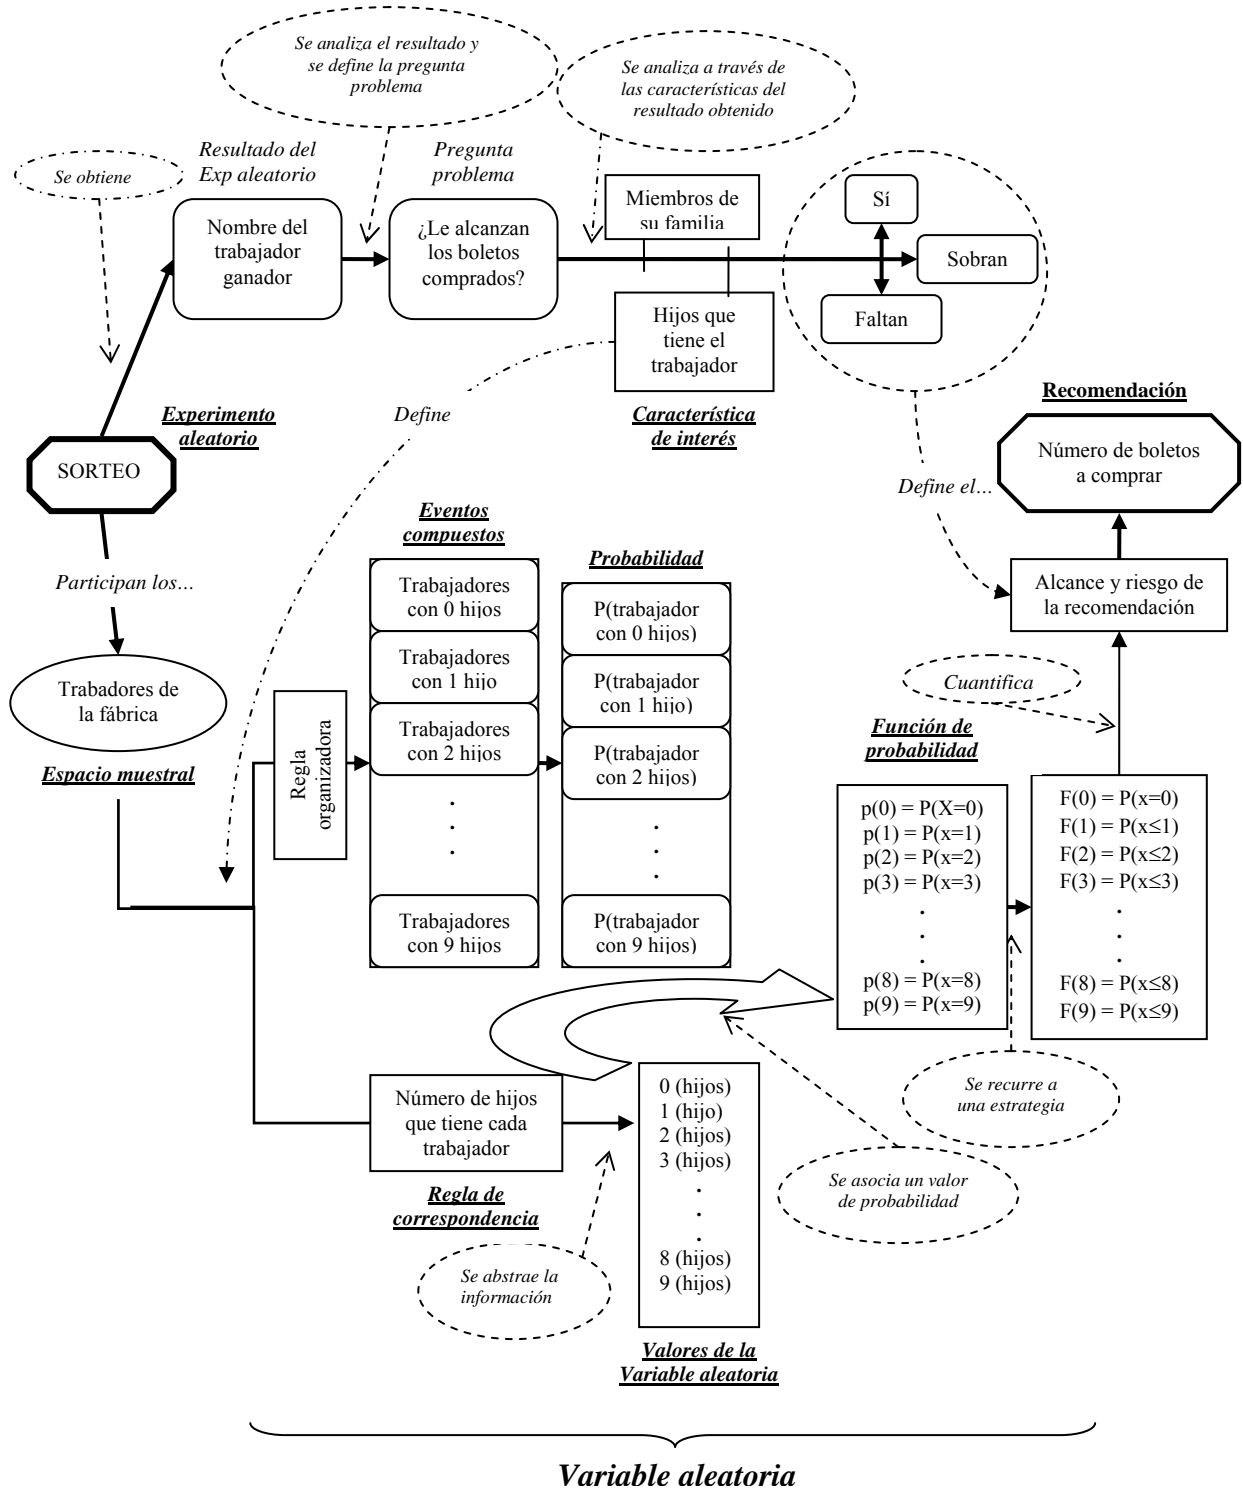 Se analiza el resultado y
se define la pregunta
problema
Se analiza a través de
las características del
resultado obtenido
Se obtiene
Resultado del
Exp aleatorio
Pregunta
problema
Nombre del
trabajador
ganador
¿Le alcanzan
los boletos
comprados?
Miembros de
su familia
Sí
Sobran
Faltan
Hijos que
tiene el
trabajador
Característica
de interés
Define
Experimento
aleatorio
SORTEO
Recomendación
Número de boletos
a comprar
Define el...
Alcance y riesgo de
la recomendación
Participan los...
Trabadores de
la fábrica
Espacio muestral
Eventos
compuestos
Probabilidad
Regla
organizadora
Trabajadores
con 0 hijos
Trabajadores
con 1 hijo
Trabajadores
con 2 hijos
.
.
.
Trabajadores
con 9 hijos
P(trabajador
con 0 hijos)
P(trabajador
con 1 hijo)
P(trabajador
con 2 hijos)
.
.
.
P(trabajador
con 9 hijos)
Cuantifica
Función de
probabilidad
p(0) = P(X=0)
p(1) = P(x=1)
p(2) = P(x=2)
p(3) = P(x=3)
.
.
.
p(8) = P(x=8)
p(9) = P(x=9)
F(0) = P(x=0)
F(1) = P(x≤1)
F(2) = P(x≤2)
F(3) = P(x≤3)
.
.
.
F(8) = P(x≤8)
F(9) = P(x≤9)
Se recurre a
una estrategia
Número de hijos
que tiene cada
trabajador
Regla de
correspondencia
Se abstrae la
información
0 (hijos)
1 (hijo)
2 (hijos)
3 (hijos)
.
.
.
8 (hijos)
9 (hijos)
Se asocia un valor
de probabilidad
Valores de la
Variable aleatoria
Variable aleatoria